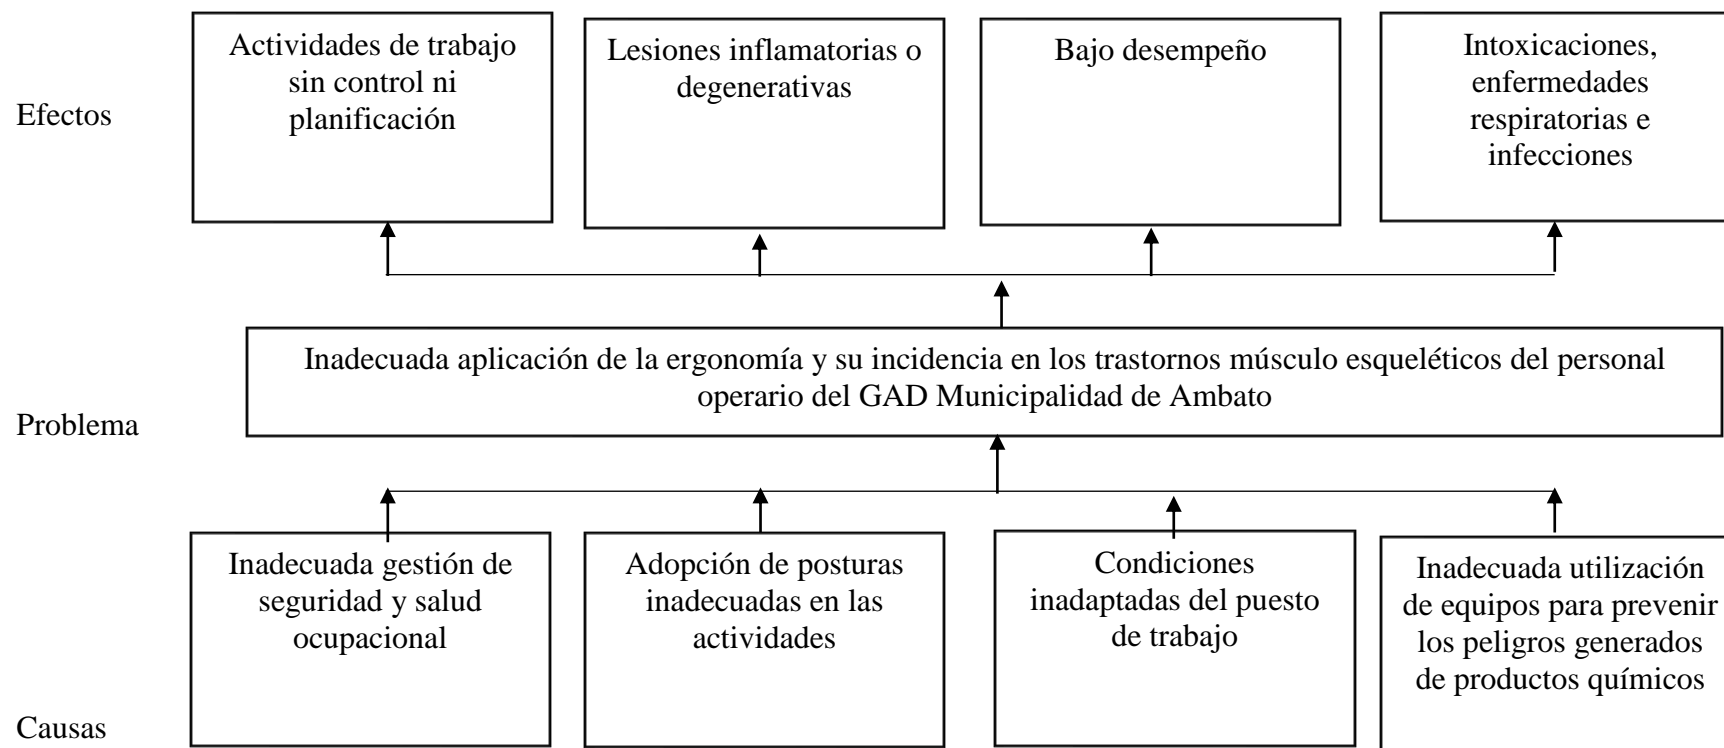 Efectos
Actividades de trabajo
sin control ni
planificación
Lesiones inflamatorias o
degenerativas
Bajo desempeño
Intoxicaciones,
enfermedades
respiratorias e
infecciones
Problema
Inadecuada aplicación de la ergonomía y su incidencia en los trastornos músculo esqueléticos del personal
operario del GAD Municipalidad de Ambato
Causas
Inadecuada gestión de
seguridad y salud
ocupacional
Adopción de posturas
inadecuadas en las
actividades
Condiciones
inadaptadas del puesto
de trabajo
Inadecuada utilización
de equipos para prevenir
los peligros generados
de productos químicos